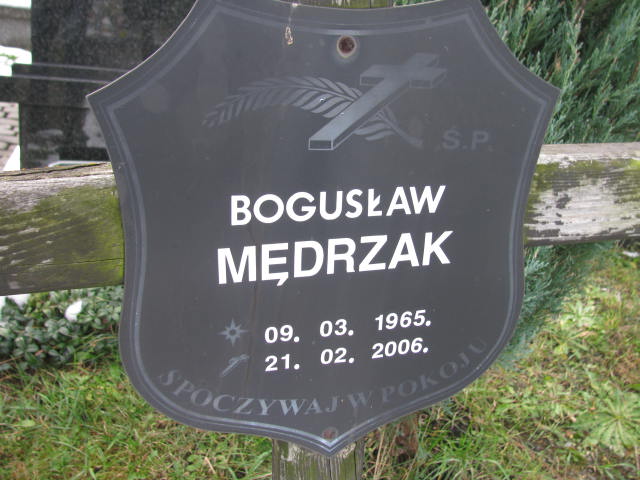 Ś.P.
BOGUSŁAW
MĘDRZAK
09. 03. 1965.
21. 02. 2006.
SPOCZYWAJ W POKOJU